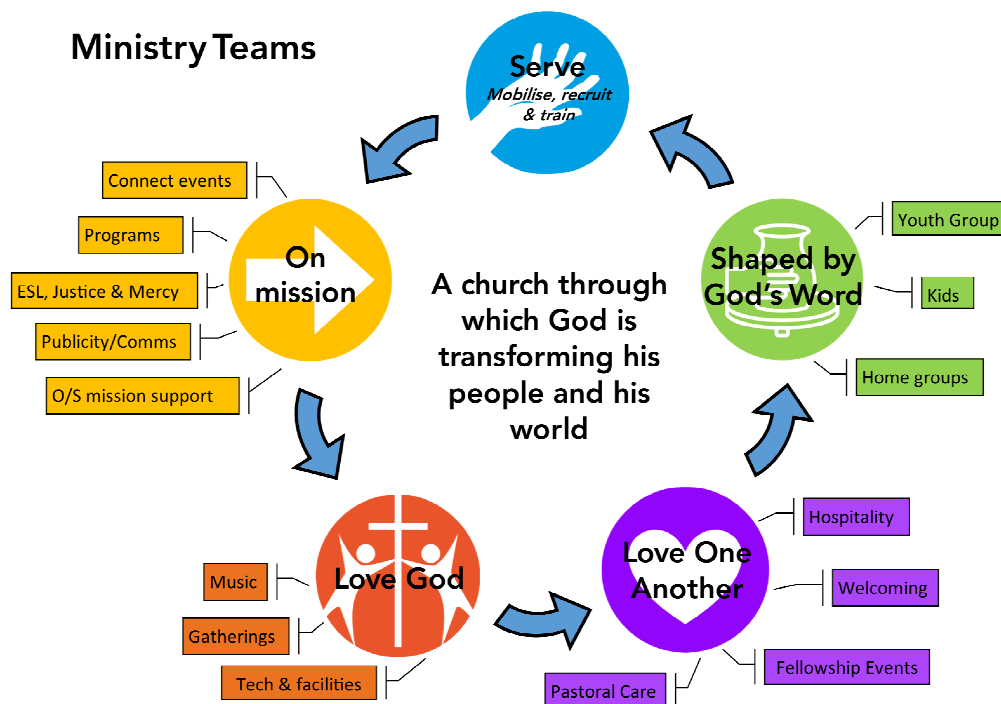 Ministry Teams
Serve
Mobilise, recruit
& train
Connect events
Programs
ESL, Justice & Mercy
Publicity/Comms
O/S mission support
On
mission
A church through
which God is
transforming his
people and his
world
Shaped by
God's Word
Youth Group
Kids
Home groups
Love God
Music
Gatherings
Tech & facilities
Love One
Another
Hospitality
Welcoming
Fellowship Events
Pastoral Care